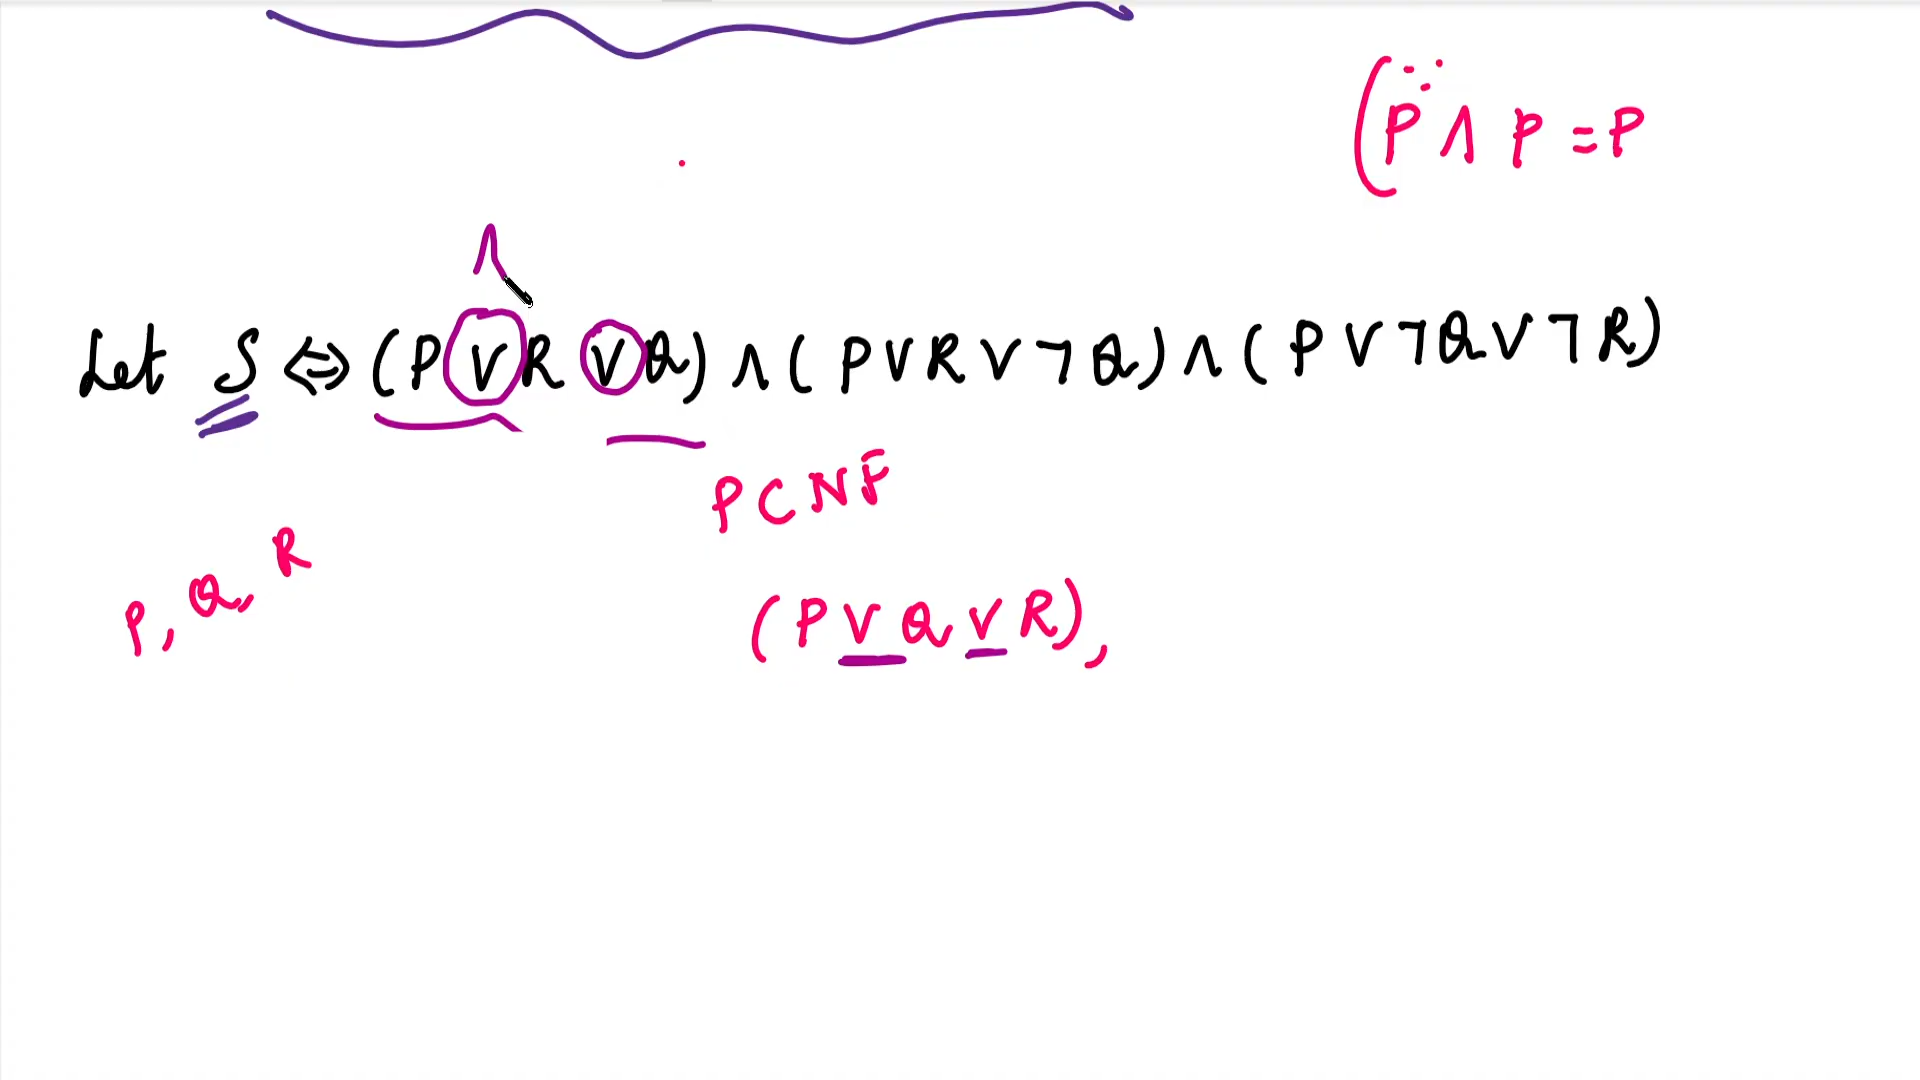 (∵ P ∧ P = P
∧
Let S ⇔ (P ∨ R ∨ Q) ∧ (P ∨ R ∨ ¬Q) ∧ (P ∨ ¬Q ∨ ¬R)
PCNF
P, Q, R
(P ∨ Q ∨ R),